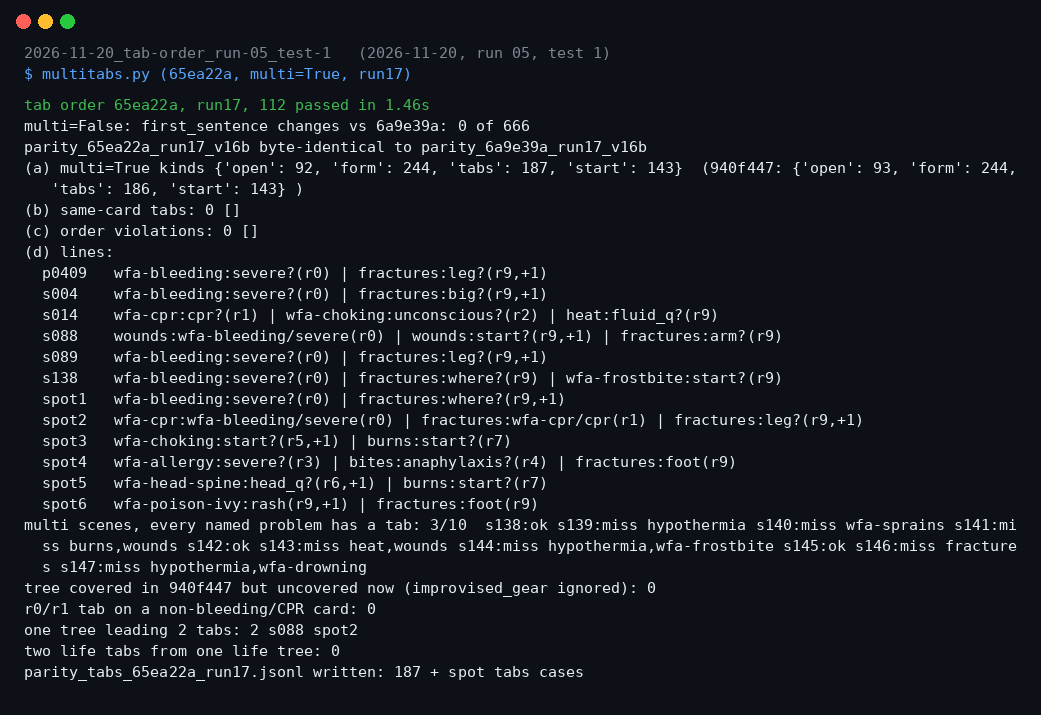 2026-11-20_tab-order_run-05_test-1   (2026-11-20, run 05, test 1)
$ multitabs.py (65ea22a, multi=True, run17)
tab order 65ea22a, run17, 112 passed in 1.46s
multi=False: first_sentence changes vs 6a9e39a: 0 of 666
parity_65ea22a_run17_v16b byte-identical to parity_6a9e39a_run17_v16b
(a) multi=True kinds {'open': 92, 'form': 244, 'tabs': 187, 'start': 143}  (940f447: {'open': 93, 'form': 244,
   'tabs': 186, 'start': 143} )
(b) same-card tabs: 0 []
(c) order violations: 0 []
(d) lines:
  p0409   wfa-bleeding:severe?(r0) | fractures:leg?(r9,+1)
  s004    wfa-bleeding:severe?(r0) | fractures:big?(r9,+1)
  s014    wfa-cpr:cpr?(r1) | wfa-choking:unconscious?(r2) | heat:fluid_q?(r9)
  s088    wounds:wfa-bleeding/severe(r0) | wounds:start?(r9,+1) | fractures:arm?(r9)
  s089    wfa-bleeding:severe?(r0) | fractures:leg?(r9,+1)
  s138    wfa-bleeding:severe?(r0) | fractures:where?(r9) | wfa-frostbite:start?(r9)
  spot1   wfa-bleeding:severe?(r0) | fractures:where?(r9,+1)
  spot2   wfa-cpr:wfa-bleeding/severe(r0) | fractures:wfa-cpr/cpr(r1) | fractures:leg?(r9,+1)
  spot3   wfa-choking:start?(r5,+1) | burns:start?(r7)
  spot4   wfa-allergy:severe?(r3) | bites:anaphylaxis?(r4) | fractures:foot(r9)
  spot5   wfa-head-spine:head_q?(r6,+1) | burns:start?(r7)
  spot6   wfa-poison-ivy:rash(r9,+1) | fractures:foot(r9)
multi scenes, every named problem has a tab: 3/10  s138:ok s139:miss hypothermia s140:miss wfa-sprains s141:mi
  ss burns,wounds s142:ok s143:miss heat,wounds s144:miss hypothermia,wfa-frostbite s145:ok s146:miss fracture
  s s147:miss hypothermia,wfa-drowning
tree covered in 940f447 but uncovered now (improvised_gear ignored): 0
r0/r1 tab on a non-bleeding/CPR card: 0
one tree leading 2 tabs: 2 s088 spot2
two life tabs from one life tree: 0
parity_tabs_65ea22a_run17.jsonl written: 187 + spot tabs cases